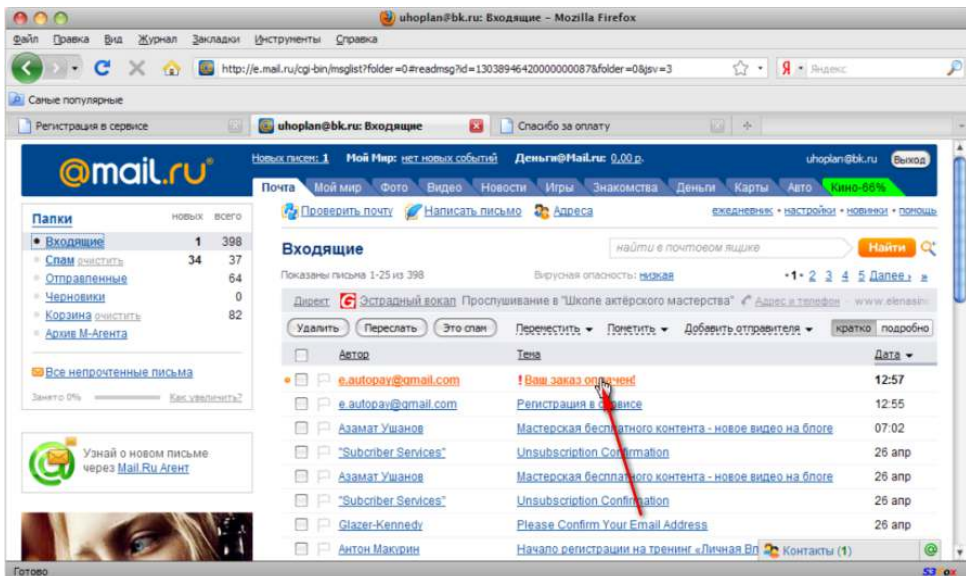 uhoplan@bk.ru: Входящие – Mozilla Firefox
Файл Правка Вид Журнал Закладки Инструменты Справка
http://e.mail.ru/cgi-bin/msglist?folder=0#readmsg?id=13038946420000000087&folder=0&jsv=3 Яндекс
Самые популярные
Регистрация в сервисе uhoplan@bk.ru: Входящие Спасибо за оплату
@mail.ru
Новых писем: 1 Мой Мир: нет новых событий Деньги@Mail.ru: 0,00 р. uhoplan@bk.ru Выход
Почта Мой мир Фото Видео Новости Игры Знакомства Деньги Карты Авто Кино-66%
Проверить почту Написать письмо Адреса ежедневник • настройки • новинки • помощь
Папки новых всего
Входящие 1 398
Спам очистить 34 37
Отправленные 64
Черновики 0
Корзина очистить 82
Архив М-Агента
Все непрочтенные письма
Занято 0% Как увеличить?
Узнай о новом письме
через Mail.Ru Агент
Входящие найти в почтовом ящике Найти
Показаны письма 1-25 из 398 Вирусная опасность: низкая •1• 2 3 4 5 Далее› »
Директ Эстрадный вокал Прослушивание в "Школе актёрского мастерства" Адрес и телефон www.elenasin
Удалить Переслать Это спам Переместить Пометить Добавить отправителя кратко подробно
Автор Тема Дата
e.autopay@gmail.com ! Ваш заказ оплачен! 12:57
e.autopay@gmail.com Регистрация в сервисе 12:55
Азамат Ушанов Мастерская бесплатного контента - новое видео на блоге 07:02
"Subcriber Services" Unsubscription Confirmation 26 апр
Азамат Ушанов Мастерская бесплатного контента - новое видео на блоге 26 апр
"Subcriber Services" Unsubscription Confirmation 26 апр
Glazer-Kennedy Please Confirm Your Email Address 26 апр
Антон Макурин Начало регистрации на тренинг «Личная Вл Контакты (1) @
Готово S3Fox